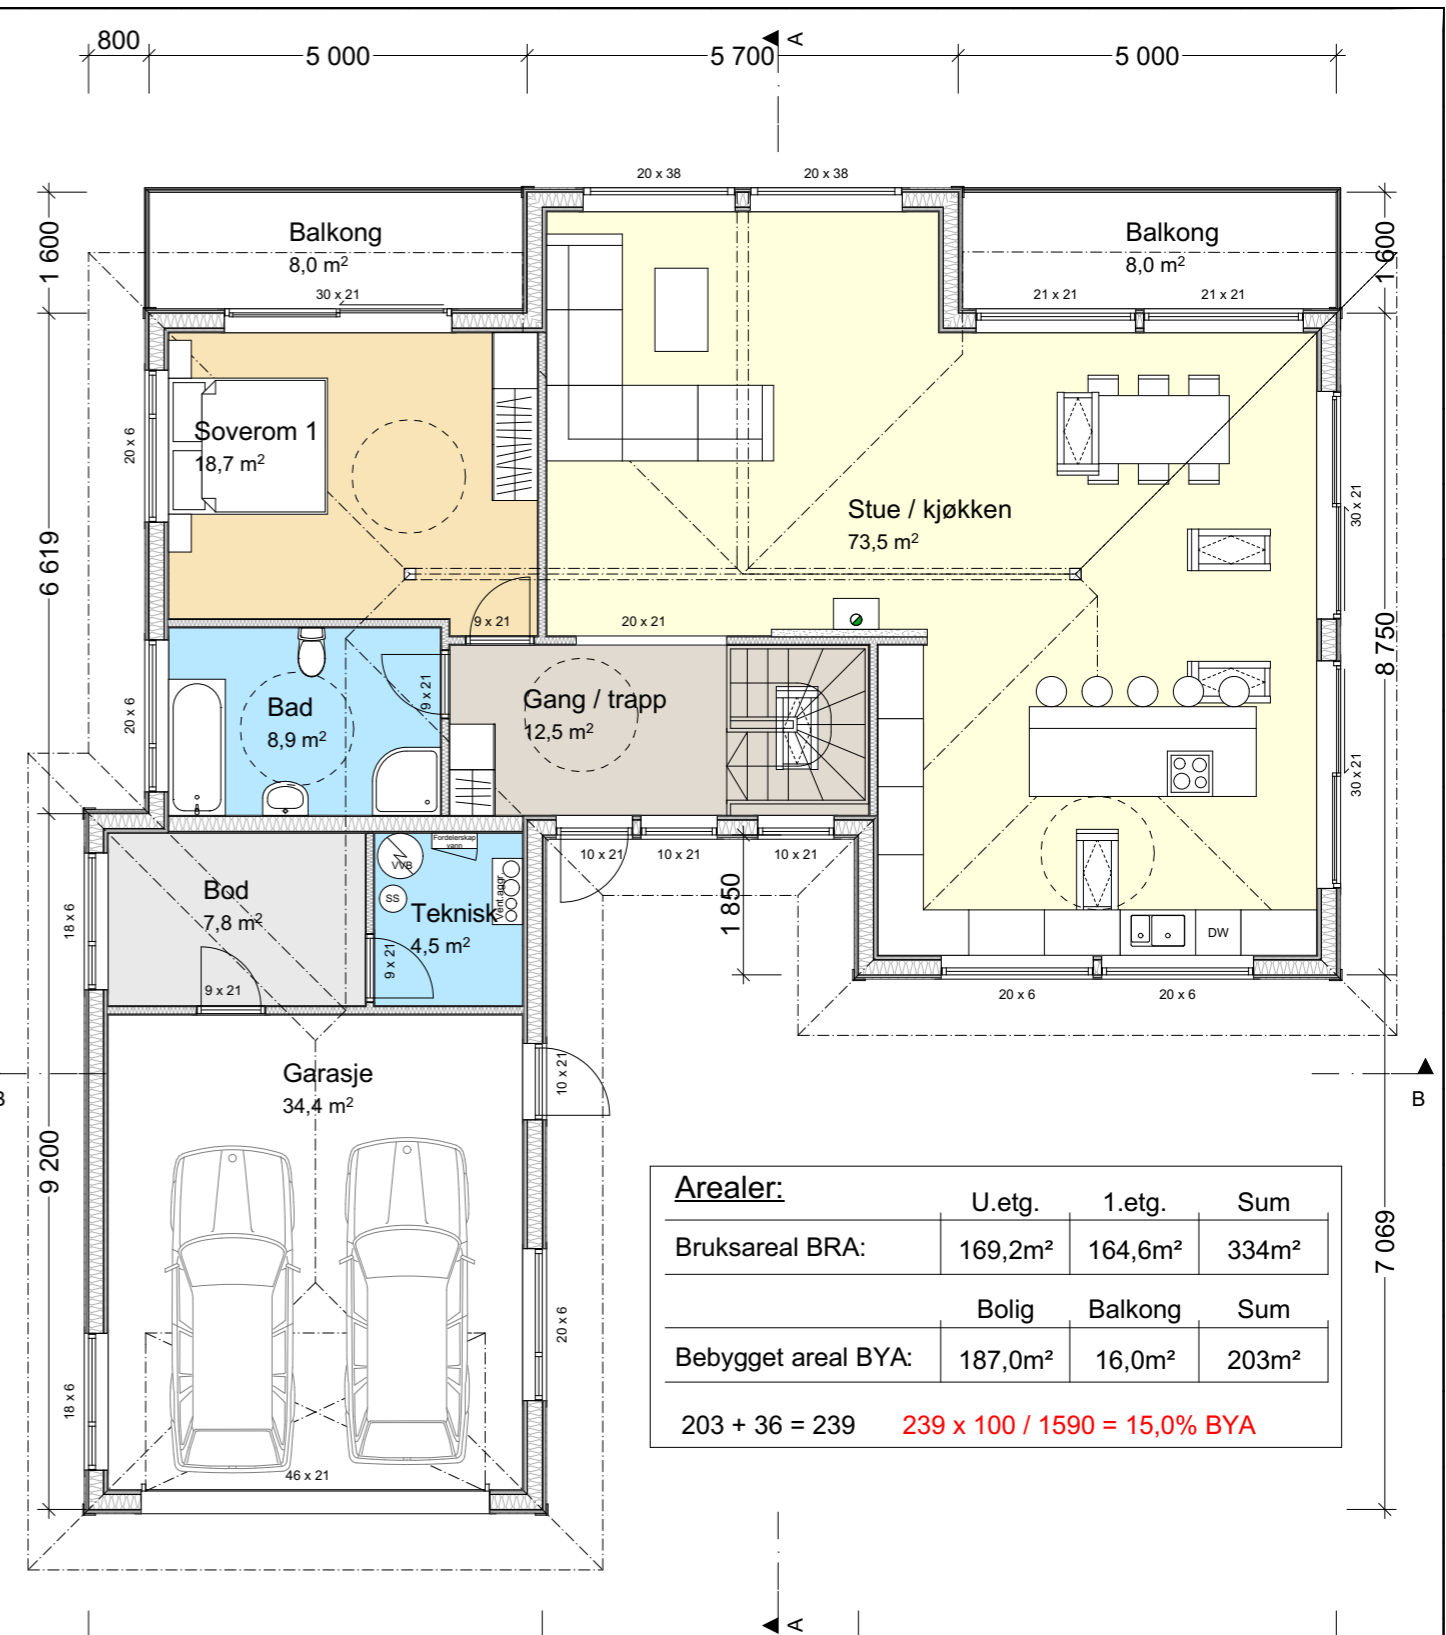 800
5 000
5 700
A
5 000
20 x 38
20 x 38
1 600
Balkong
8,0 m²
30 x 21
Balkong
8,0 m²
21 x 21
21 x 21
1 600
20 x 6
Soverom 1
18,7 m²
Stue / kjøkken
73,5 m²
30 x 21
6 619
9 x 21
20 x 21
8 750
20 x 6
Bad
8,9 m²
9 x 21
Gang / trapp
12,5 m²
30 x 21
10 x 21
10 x 21
10 x 21
1 850
18 x 6
Bod
7,8 m²
9 x 21
VVB
SS
Fordelerskap
vann
Vent.aggr.
Teknisk
4,5 m²
9 x 21
DW
20 x 6
20 x 6
B
B
Garasje
34,4 m²
10 x 21
9 200
7 069
20 x 6
18 x 6
46 x 21
Arealer:
U.etg. 1.etg. Sum
Bruksareal BRA: 169,2m² 164,6m² 334m²
Bolig Balkong Sum
Bebygget areal BYA: 187,0m² 16,0m² 203m²
203 + 36 = 239 239 x 100 / 1590 = 15,0% BYA
A